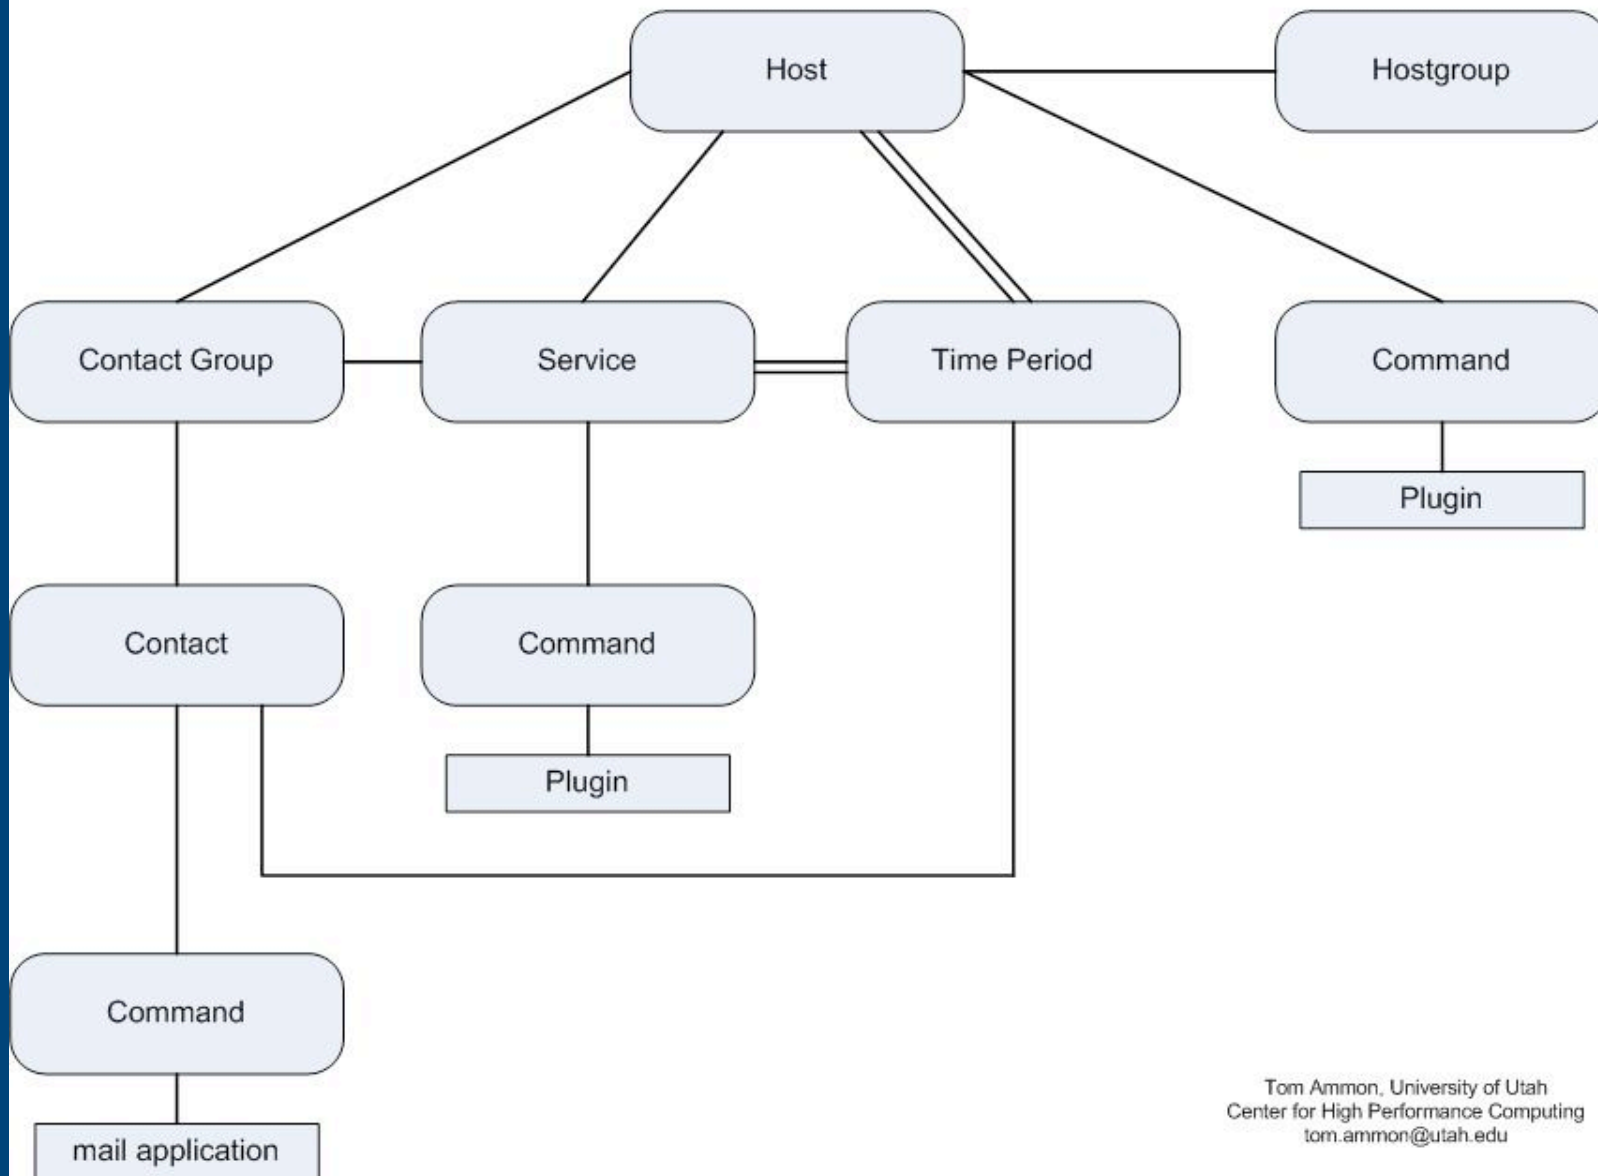 Host
Hostgroup
Contact Group
Service
Time Period
Command
Plugin
Contact
Command
Plugin
Command
mail application
Tom Ammon, University of Utah
Center for High Performance Computing
tom.ammon@utah.edu